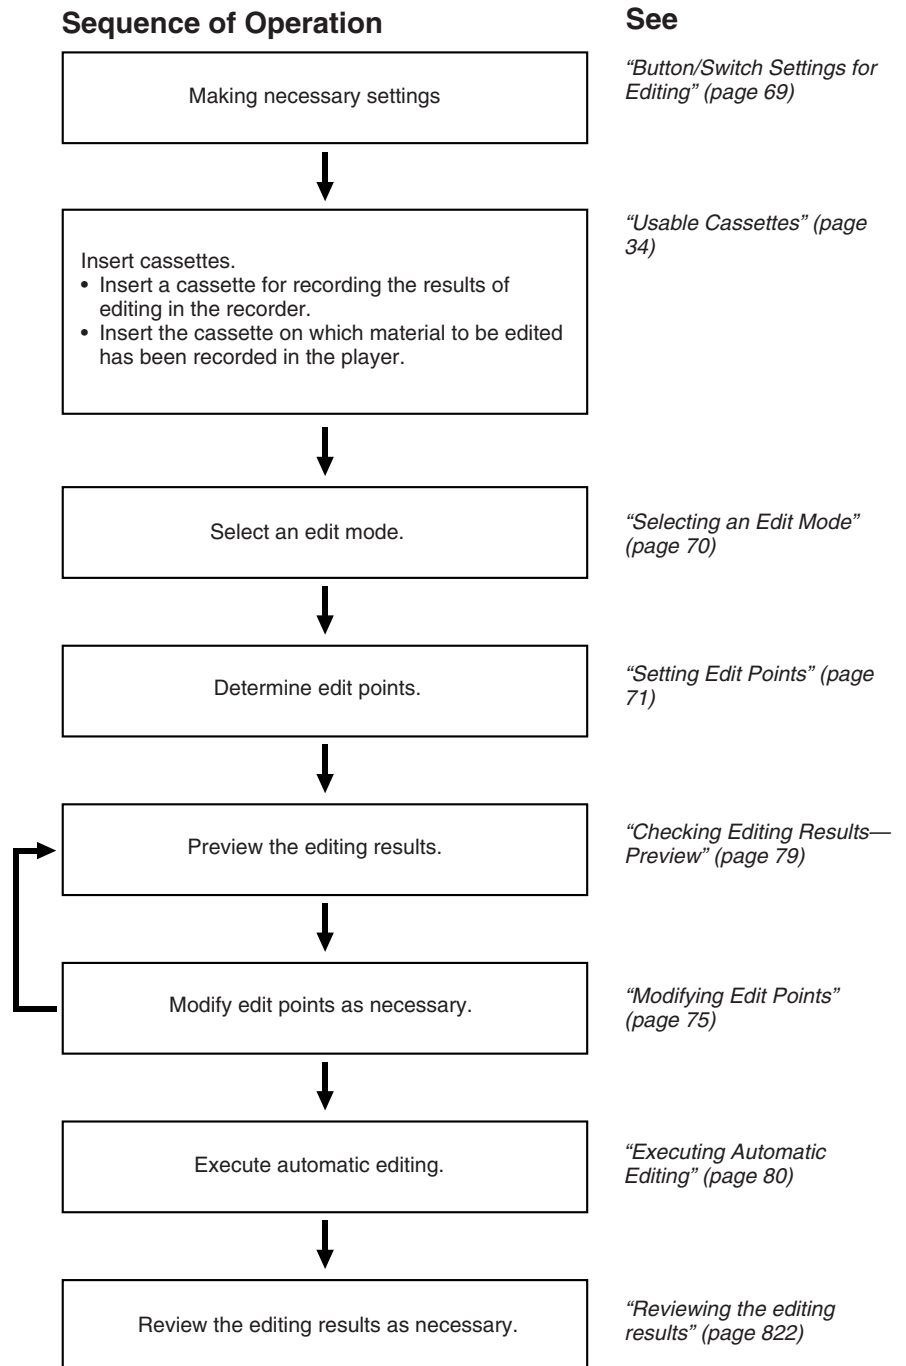 Sequence of Operation
See
Making necessary settings
“Button/Switch Settings for
Editing” (page 69)
Insert cassettes.
• Insert a cassette for recording the results of
editing in the recorder.
• Insert the cassette on which material to be edited
has been recorded in the player.
“Usable Cassettes” (page
34)
Select an edit mode.
“Selecting an Edit Mode”
(page 70)
Determine edit points.
“Setting Edit Points” (page
71)
Preview the editing results.
“Checking Editing Results—
Preview” (page 79)
Modify edit points as necessary.
“Modifying Edit Points”
(page 75)
Execute automatic editing.
“Executing Automatic
Editing” (page 80)
Review the editing results as necessary.
“Reviewing the editing
results” (page 822)